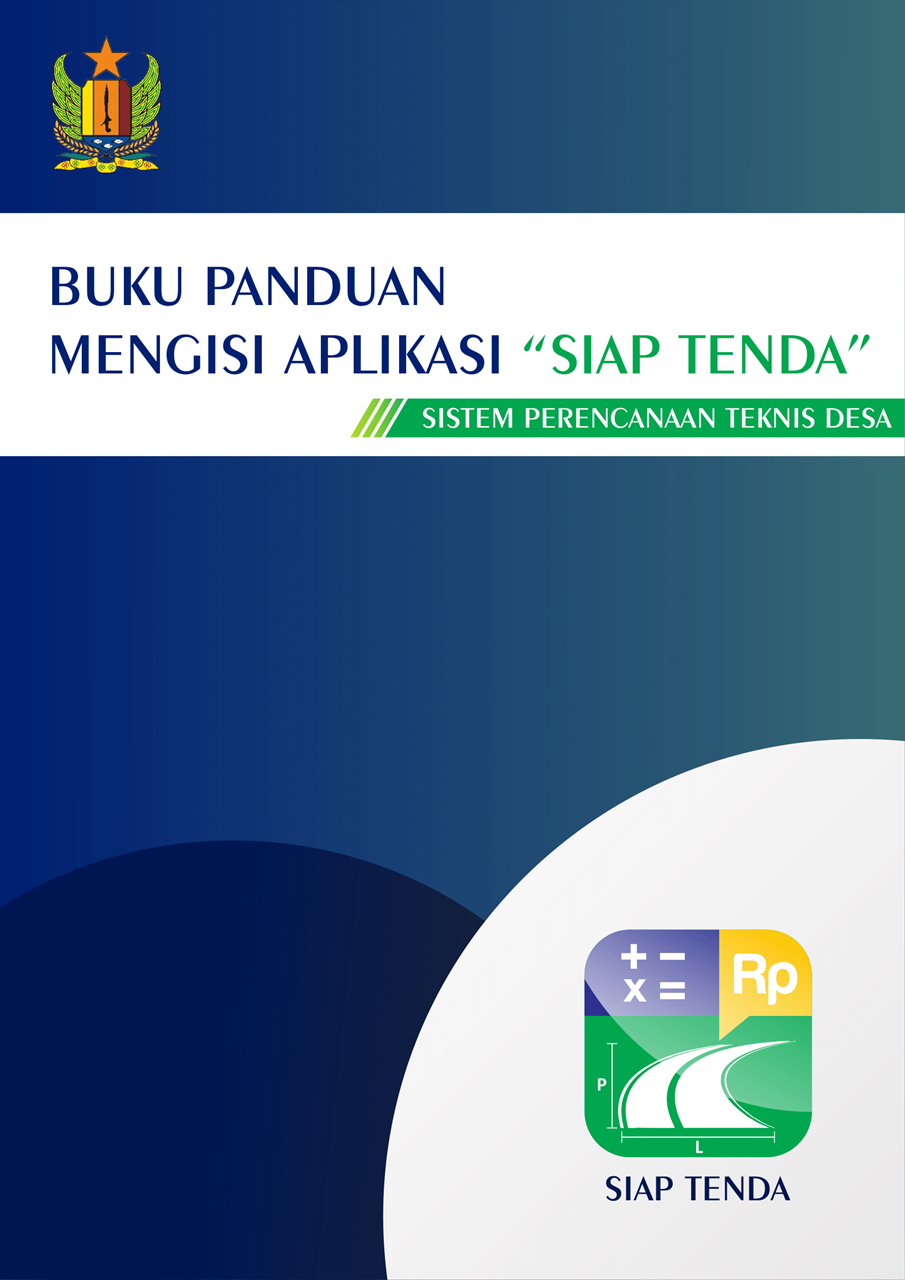 BUKU PANDUAN
MENGISI APLIKASI “SIAP TENDA”
SISTEM PERENCANAAN TEKNIS DESA
+ −
x =
Rp
P
L
SIAP TENDA